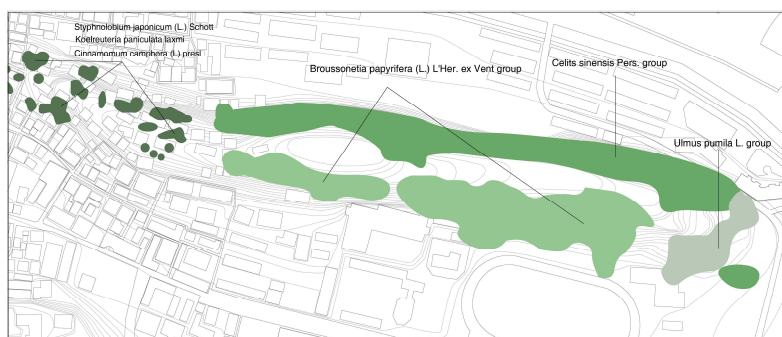 Styphnolobium japonicum (L.) Schott
Koelreuteria paniculata laxmi
Cinnamomum camphora (L.) presl
Broussonetia papyrifera (L.) L'Her. ex Vent group
Celits sinensis Pers. group
Ulmus pumila L. group